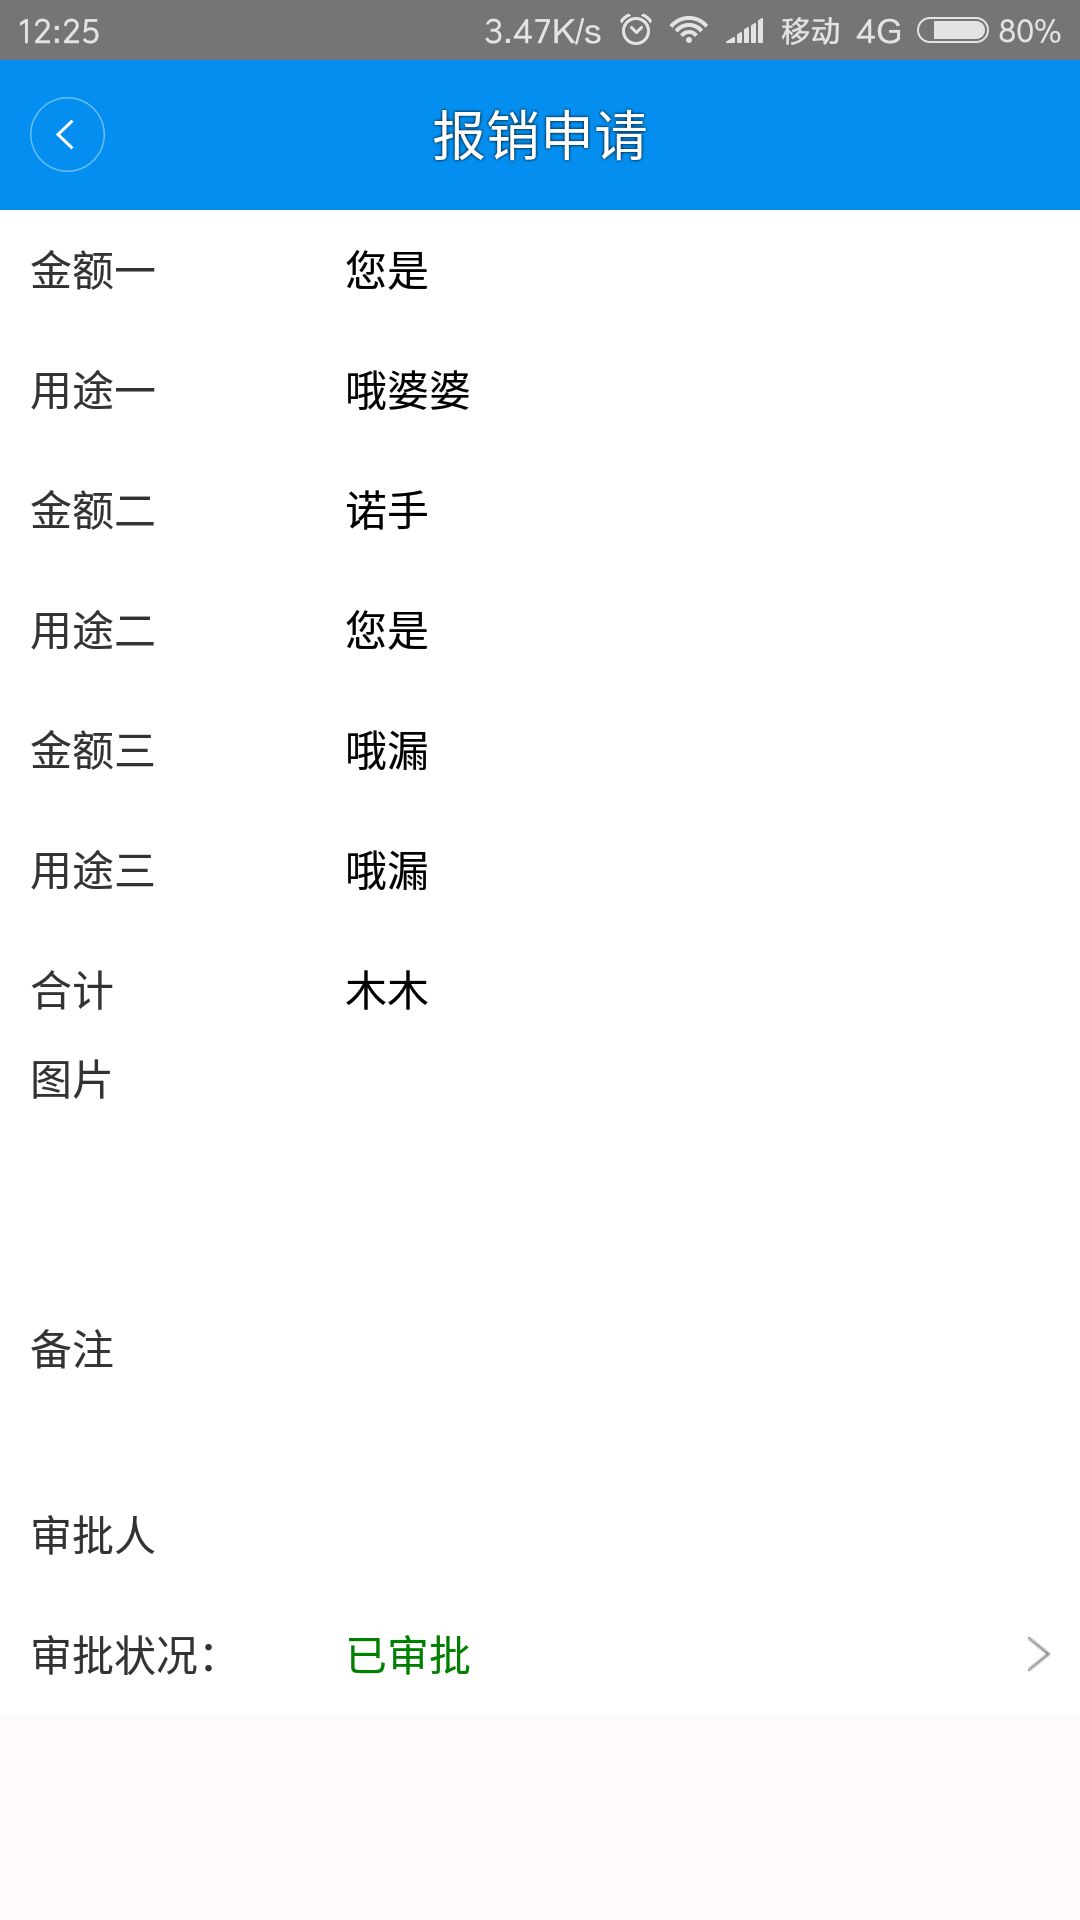 12:25 3.47K/s 移动 4G 80%
报销申请
金额一 您是
用途一 哦婆婆
金额二 诺手
用途二 您是
金额三 哦漏
用途三 哦漏
合计 木木
图片
备注
审批人
审批状况： 已审批